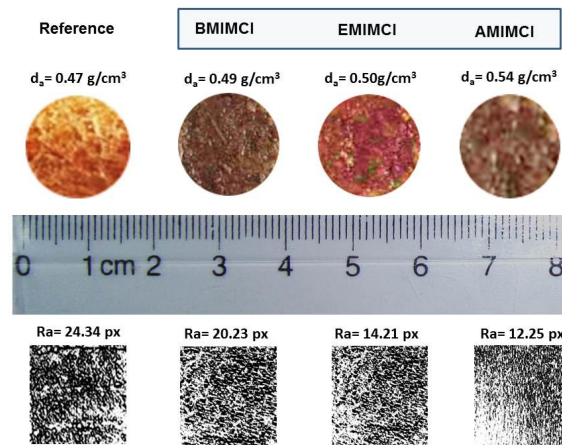 Reference BMIMCl EMIMCl AMIMCl
dₐ= 0.47 g/cm³ dₐ= 0.49 g/cm³ dₐ= 0.50g/cm³ dₐ= 0.54 g/cm³
0 1 cm 2 3 4 5 6 7 8
Ra= 24.34 px Ra= 20.23 px Ra= 14.21 px Ra= 12.25 px